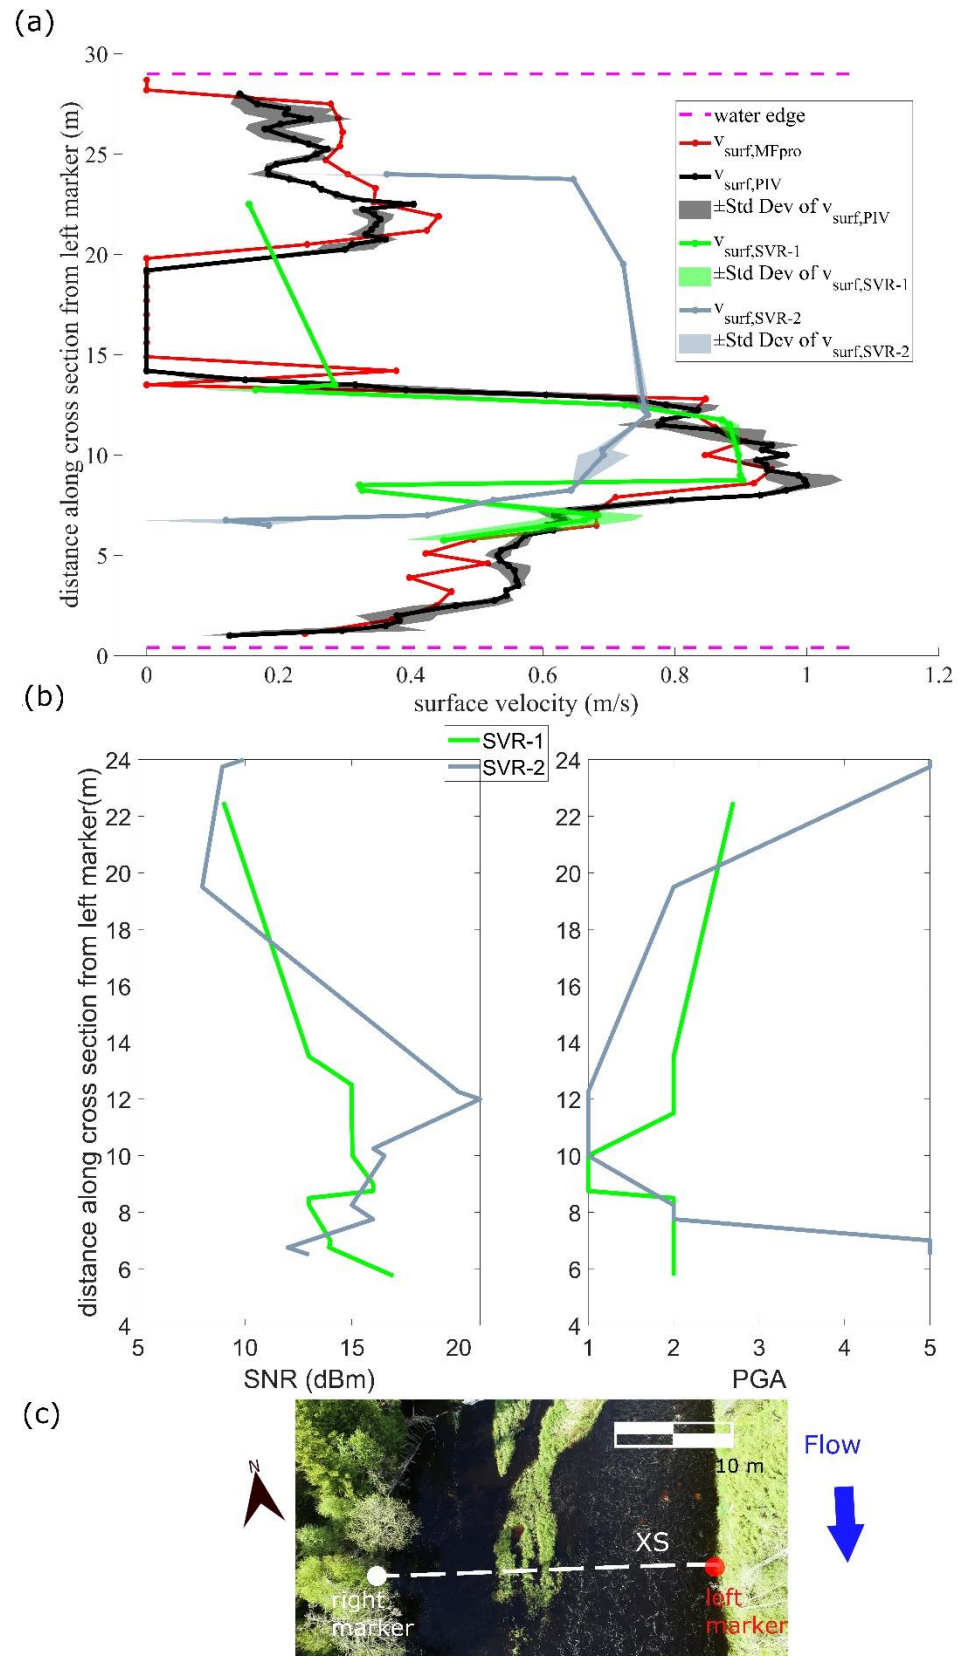 (a)
30
25
20
15
10
5
0
distance along cross section from left marker (m)
water edge
v surf,MFpro
v surf,PIV
±Std Dev of v surf,PIV
v surf,SVR-1
±Std Dev of v surf,SVR-1
v surf,SVR-2
±Std Dev of v surf,SVR-2
0 0.2 0.4 0.6 0.8 1 1.2
surface velocity (m/s)
(b)
SVR-1
SVR-2
24
22
20
18
16
14
12
10
8
6
4
distance along cross section from left marker(m)
5 10 15 20
SNR (dBm)
24
22
20
18
16
14
12
10
8
6
4
1 2 3 4 5
PGA
(c)
N
10 m
Flow
XS
right
marker
left
marker